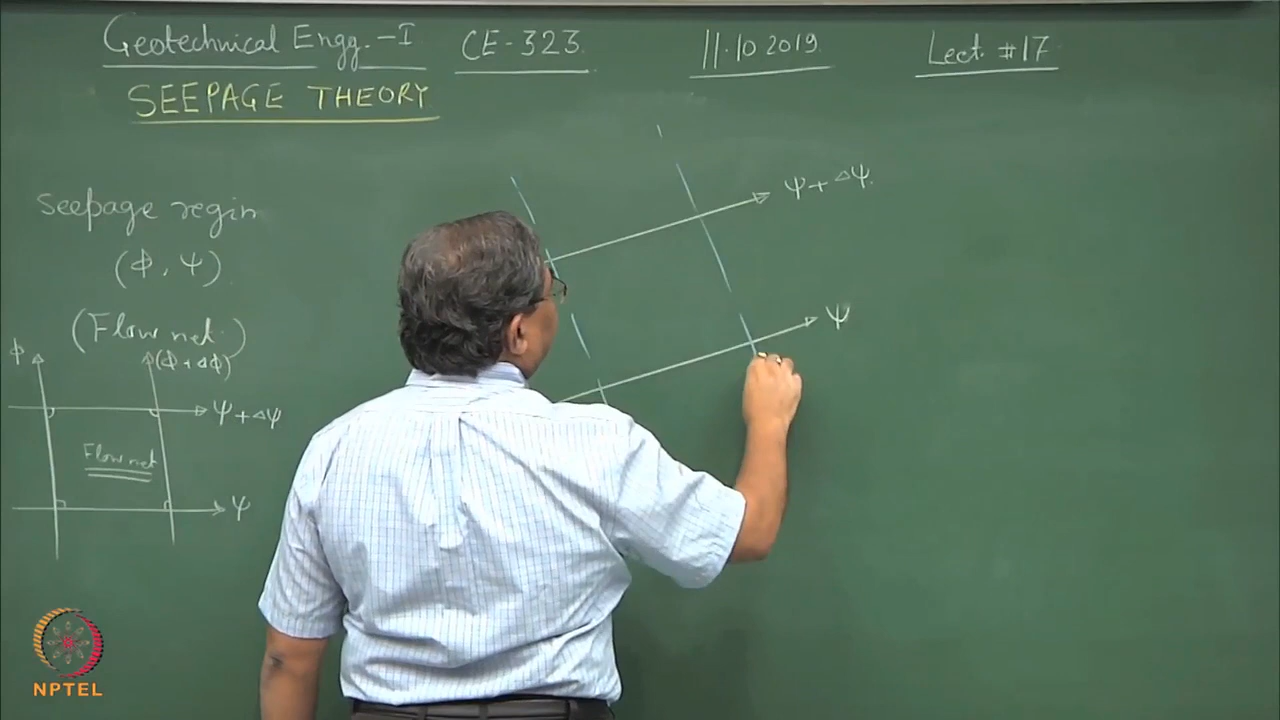 Geotechnical Engg.-I CE-323 11.10 2019 Lect. #17
SEEPAGE THEORY
Seepage regin
(Φ, Ψ)
(Flow net)
Φ (Φ + ΔΦ)
Ψ + ΔΨ
Flow net
Ψ
Ψ + ΔΨ
Ψ
NPTEL